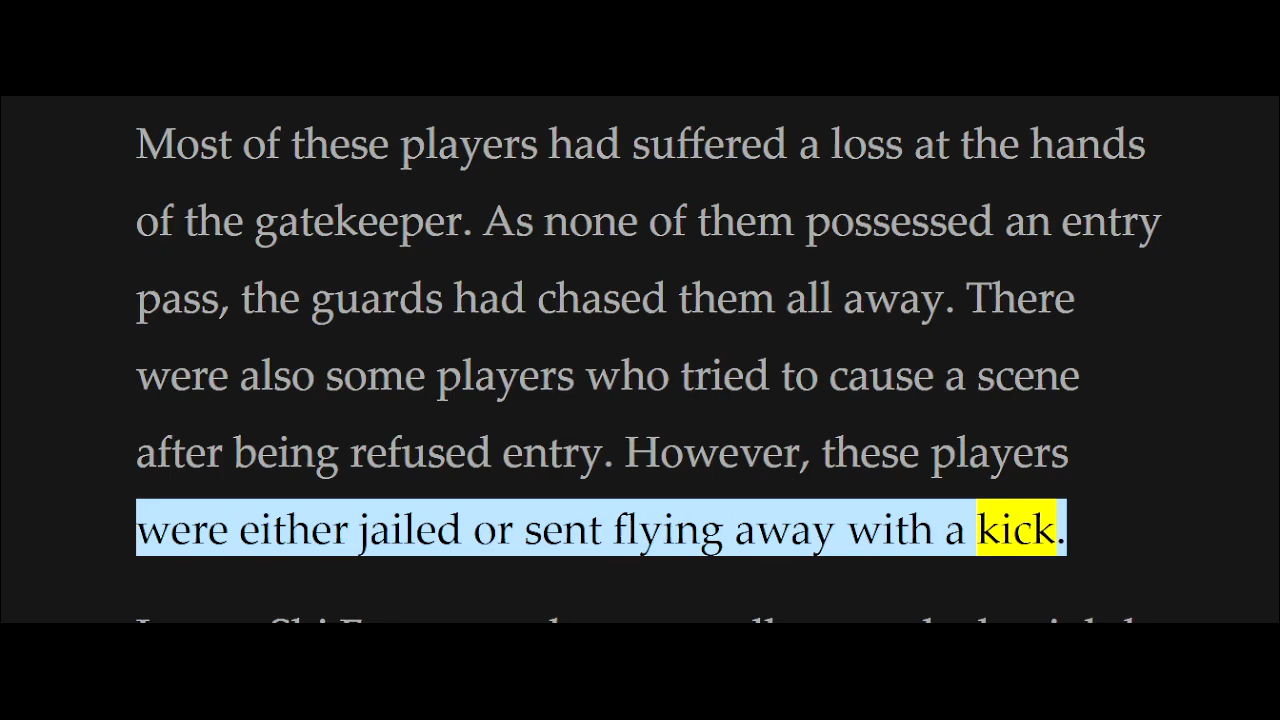 Most of these players had suffered a loss at the hands
of the gatekeeper. As none of them possessed an entry
pass, the guards had chased them all away. There
were also some players who tried to cause a scene
after being refused entry. However, these players
were either jailed or sent flying away with a kick.